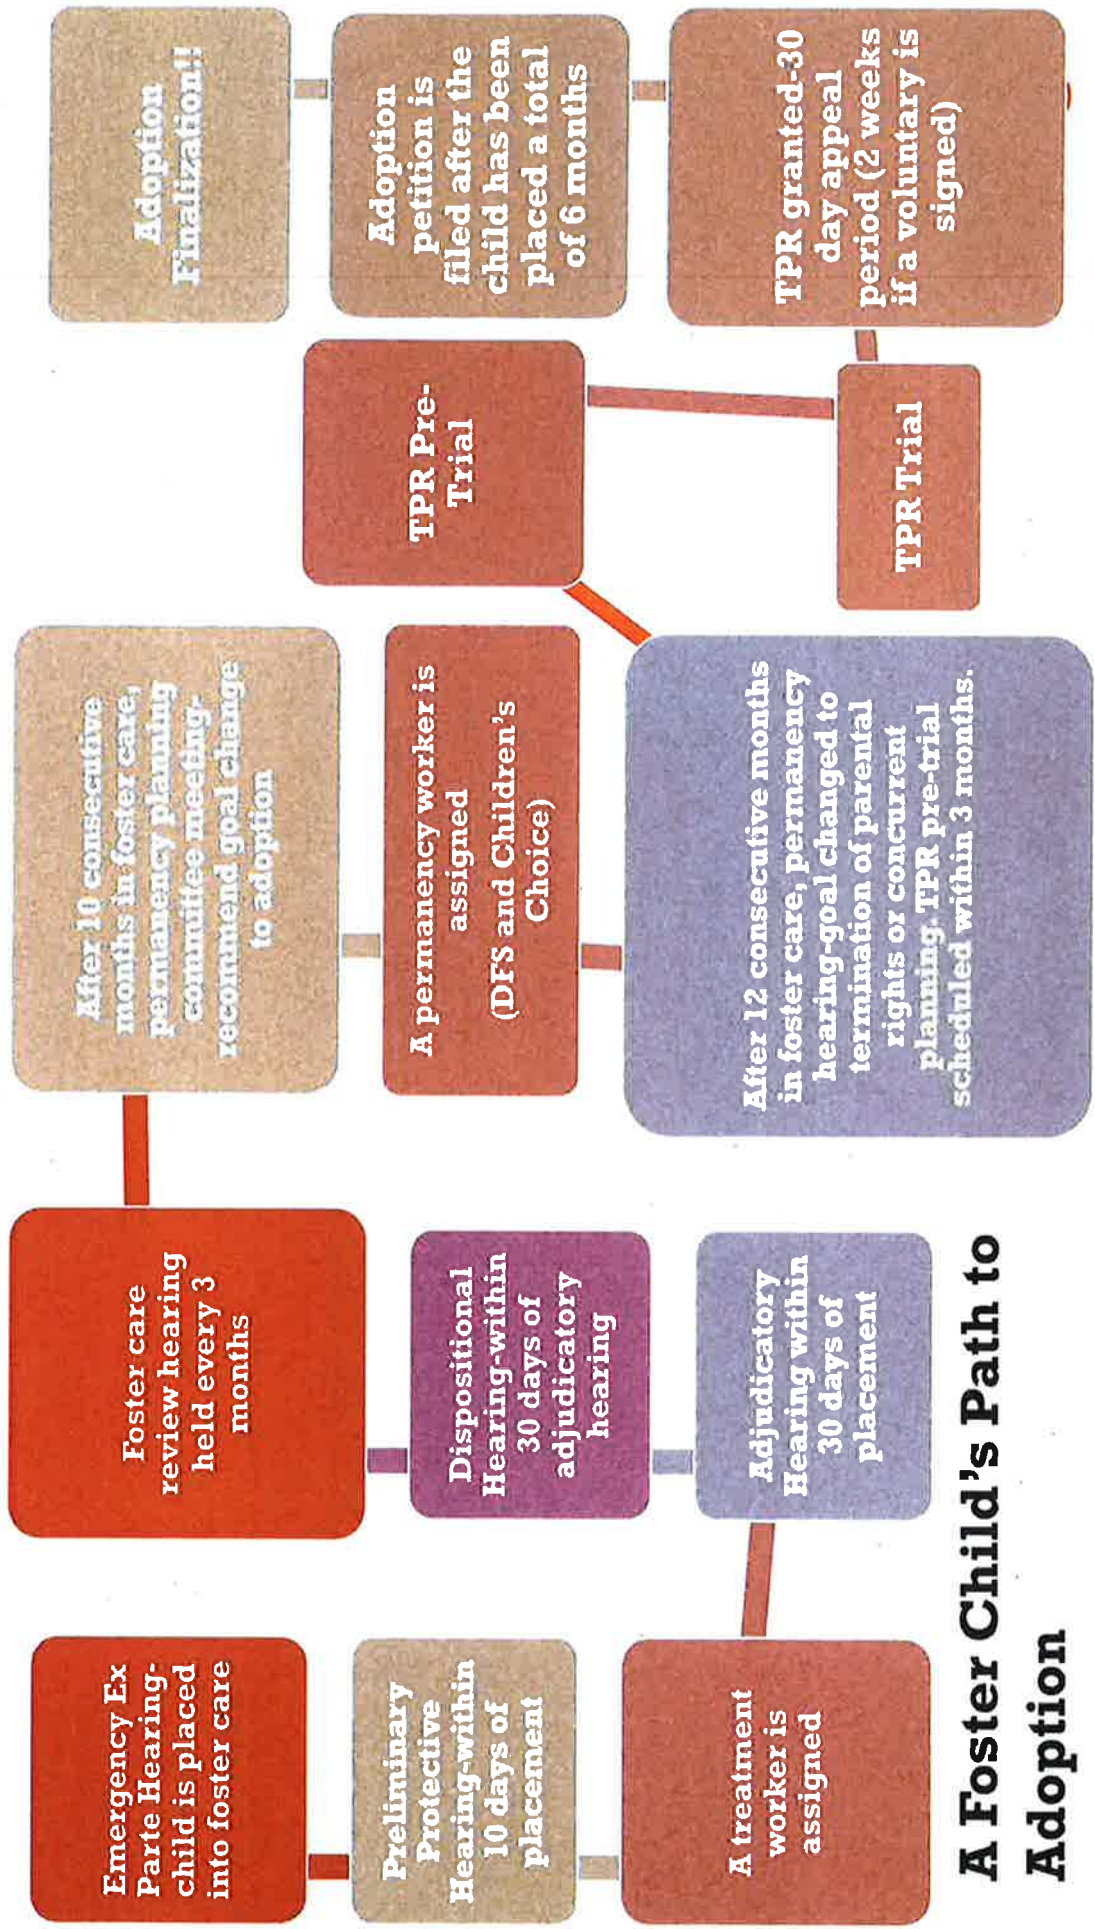 Emergency Ex
Parte Hearing-
child is placed
into foster care
Preliminary
Protective
Hearing-within
10 days of
placement
A treatment
worker is
assigned
Adjudicatory
Hearing within
30 days of
placement
Dispositional
Hearing-within
30 days of
adjudicatory
hearing
Foster care
review hearing
held every 3
months
After 10 consecutive
months in foster care,
permanency planning
committee meeting-
recommend goal change
to adoption
A permanency worker is
assigned
(DFS and Children's
Choice)
After 12 consecutive months
in foster care, permanency
hearing-goal changed to
termination of parental
rights or concurrent
planning. TPR pre-trial
scheduled within 3 months.
TPR Pre-
Trial
TPR Trial
TPR granted-30
day appeal
period (2 weeks
if a voluntary is
signed)
Adoption
petition is
filed after the
child has been
placed a total
of 6 months
Adoption
Finalization!!
A Foster Child's Path to
Adoption